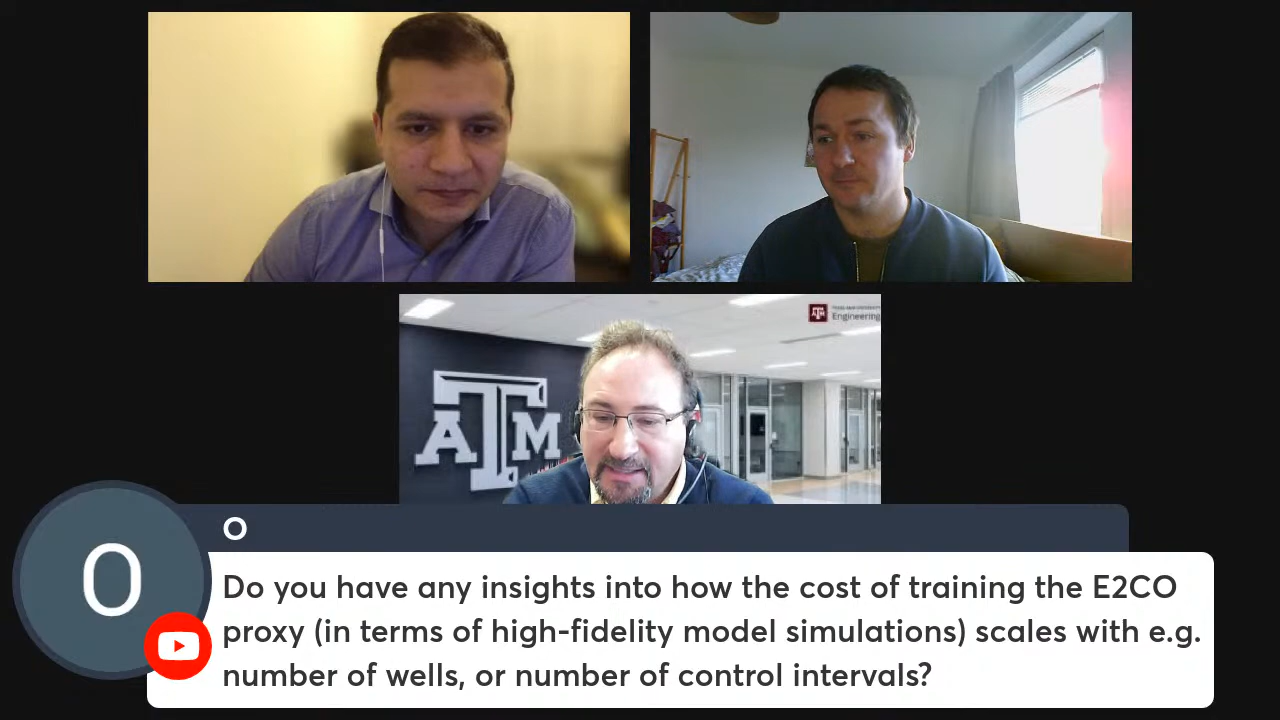 ATM
ATM
Engineering
O
O
Do you have any insights into how the cost of training the E2CO
proxy (in terms of high-fidelity model simulations) scales with e.g.
number of wells, or number of control intervals?